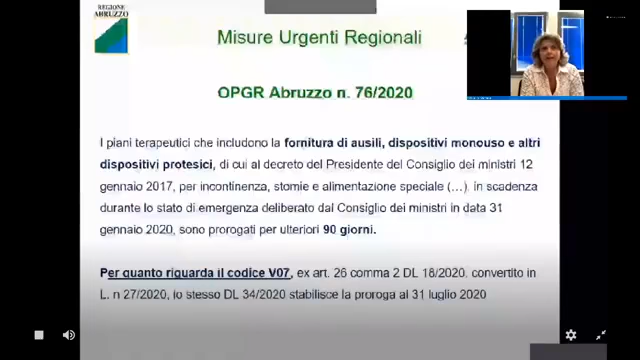 REGIONE
ABRUZZO
Misure Urgenti Regionali
OPGR Abruzzo n. 76/2020
I piani terapeutici che includono la fornitura di ausili, dispositivi monouso e altri
dispositivi protesici, di cui al decreto del Presidente del Consiglio dei ministri 12
gennaio 2017, per incontinenza, stomie e alimentazione speciale (…), in scadenza
durante lo stato di emergenza deliberato dal Consiglio dei ministri in data 31
gennaio 2020, sono prorogati per ulteriori 90 giorni.
Per quanto riguarda il codice V07, ex art. 26 comma 2 DL 18/2020, convertito in
L. n 27/2020, lo stesso DL 34/2020 stabilisce la proroga al 31 luglio 2020